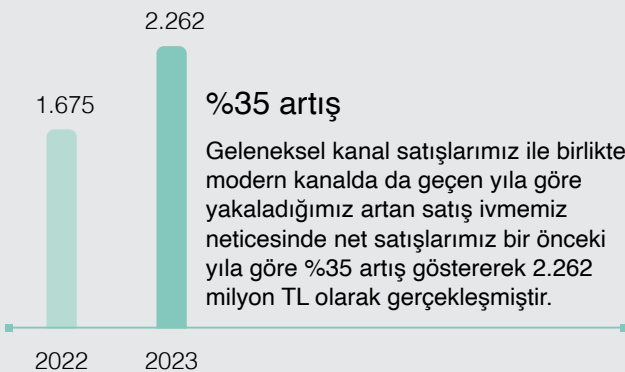 2.262
1.675
%35 artış
Geleneksel kanal satışlarımız ile birlikte
modern kanalda da geçen yıla göre
yakaladığımız artan satış ivmemiz
neticesinde net satışlarımız bir önceki
yıla göre %35 artış göstererek 2.262
milyon TL olarak gerçekleşmiştir.
2022 2023